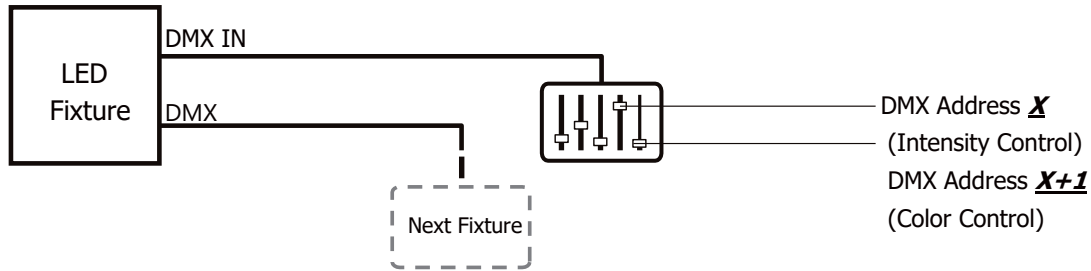 LED
Fixture
DMX IN
DMX
Next Fixture
DMX Address X
(Intensity Control)
DMX Address X+1
(Color Control)